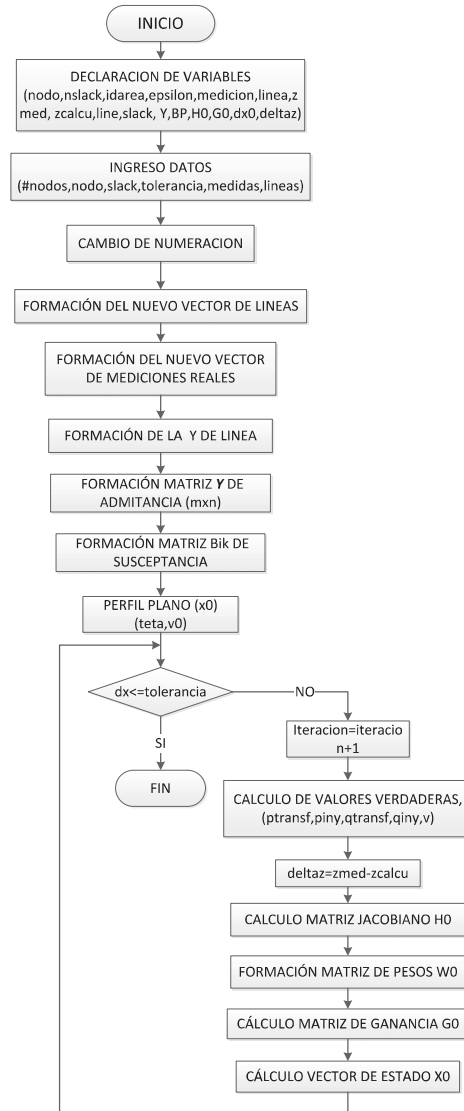 INICIO
DECLARACION DE VARIABLES
(nodo,nslack,idarea,epsilon,medicion,linea,z
med, zcalcu,line,slack, Y,BP,H0,G0,dx0,deltaz)
INGRESO DATOS
(#nodos,nodo,slack,tolerancia,medidas,lineas)
CAMBIO DE NUMERACION
FORMACIÓN DEL NUEVO VECTOR DE LINEAS
FORMACIÓN DEL NUEVO VECTOR
DE MEDICIONES REALES
FORMACIÓN DE LA Y DE LINEA
FORMACIÓN MATRIZ Y DE
ADMITANCIA (mxn)
FORMACIÓN MATRIZ Bik DE
SUSCEPTANCIA
PERFIL PLANO (x0)
(teta,v0)
dx<=tolerancia
NO
SI
FIN
Iteracion=iteracio
n+1
CALCULO DE VALORES VERDADERAS,
(ptransf,piny,qtransf,qiny,v)
deltaz=zmed-zcalcu
CALCULO MATRIZ JACOBIANO H0
FORMACIÓN MATRIZ DE PESOS W0
CÁLCULO MATRIZ DE GANANCIA G0
CÁLCULO VECTOR DE ESTADO X0